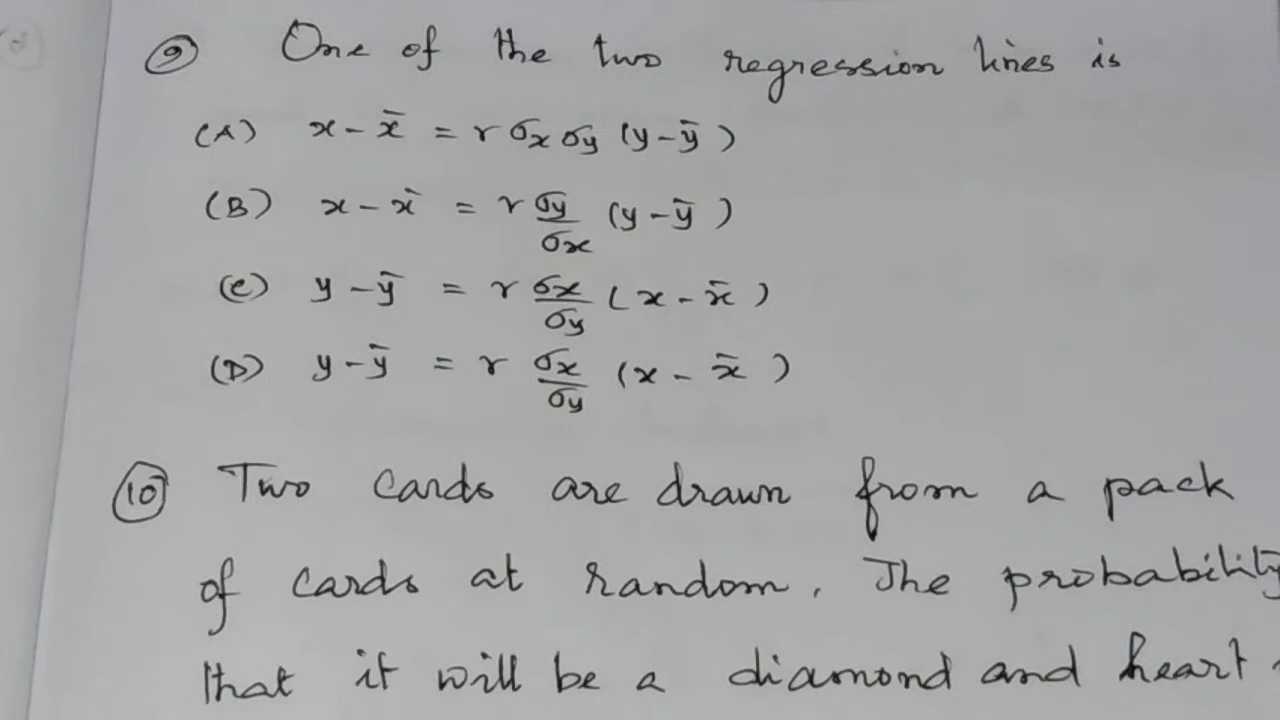 9 One of the two regression lines is
(A) x - x̄ = r σx σy (y - ȳ)
(B) x - x̄ = r σy/σx (y - ȳ)
(C) y - ȳ = r σx/σy (x - x̄)
(D) y - ȳ = r σx/σy (x - x̄)
10 Two cards are drawn from a pack
of cards at random. The probability
that it will be a diamond and heart